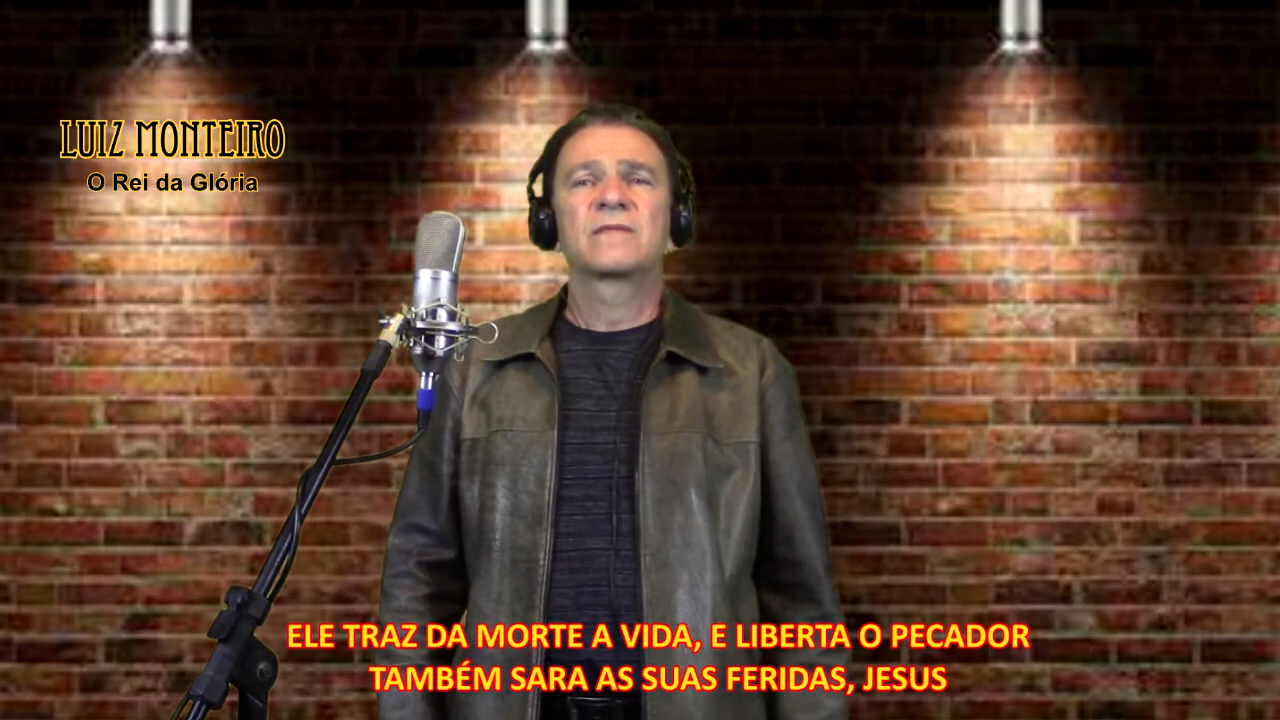 LUIZ MONTEIRO
O Rei da Glória
ELE TRAZ DA MORTE A VIDA, E LIBERTA O PECADOR
TAMBÉM SARA AS SUAS FERIDAS, JESUS